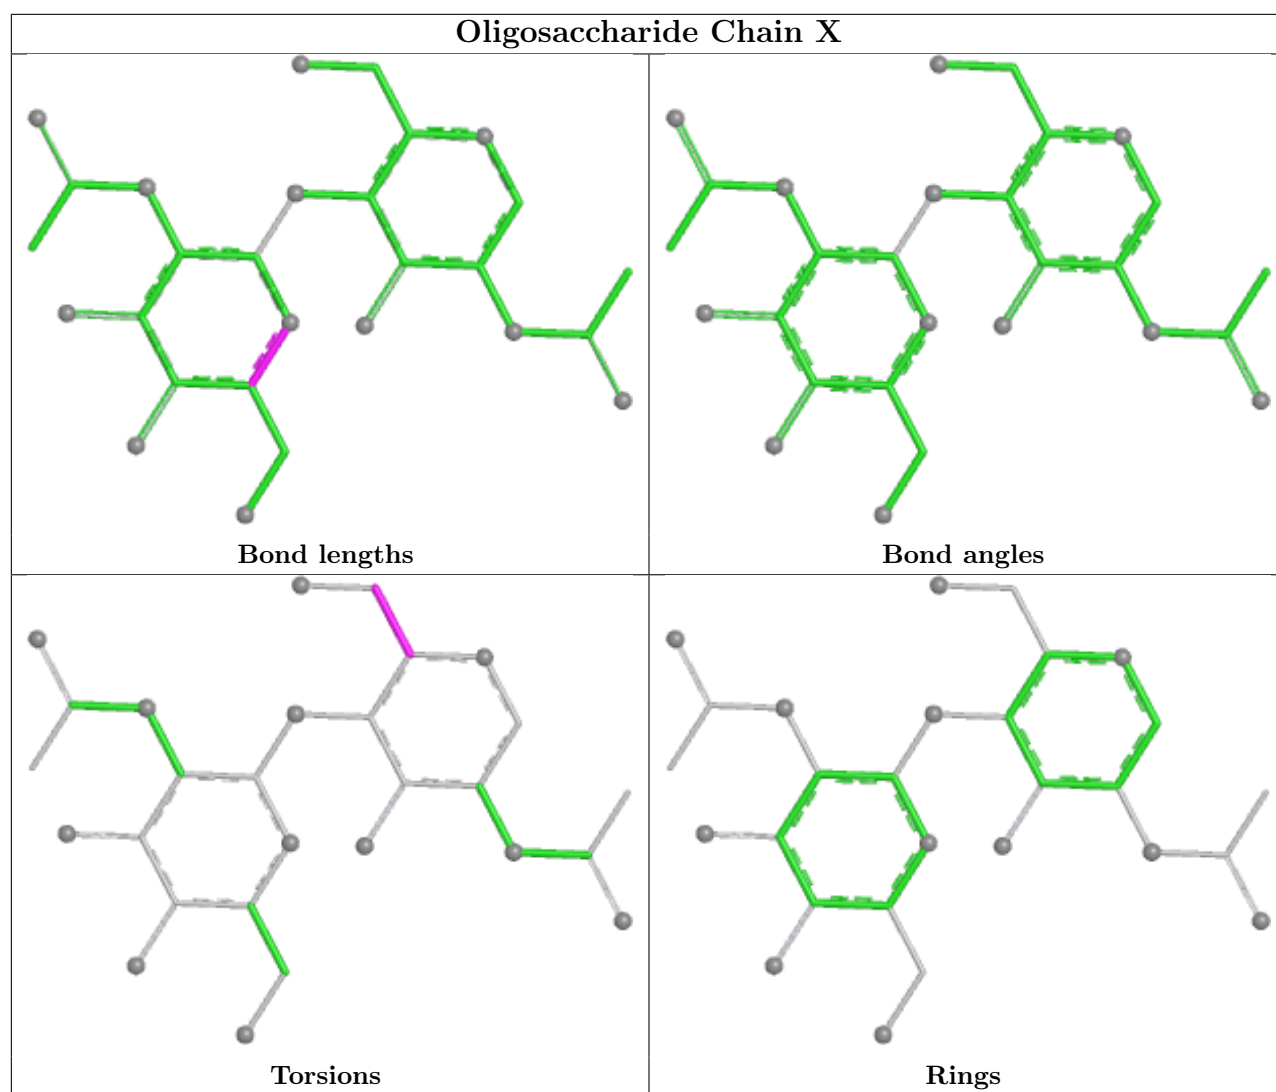 Oligosaccharide Chain X
Bond lengths
Bond angles
Torsions
Rings